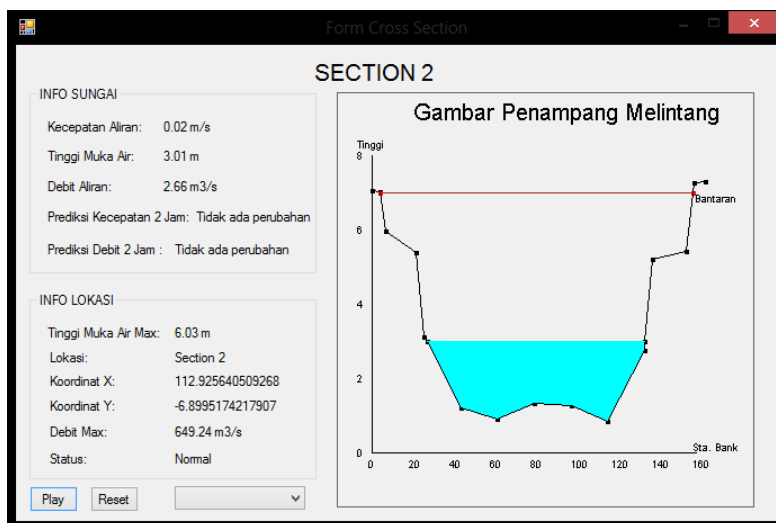 Form Cross Section
SECTION 2
INFO SUNGAI
Kecepatan Aliran: 0.02 m/s
Tinggi Muka Air: 3.01 m
Debit Aliran: 2.66 m3/s
Prediksi Kecepatan 2 Jam: Tidak ada perubahan
Prediksi Debit 2 Jam : Tidak ada perubahan
INFO LOKASI
Tinggi Muka Air Max: 6.03 m
Lokasi: Section 2
Koordinat X: 112.925640509268
Koordinat Y: -6.8995174217907
Debit Max: 649.24 m3/s
Status: Normal
Play Reset
Gambar Penampang Melintang
Tinggi
8
Bantaran
6
4
2
0
Sta. Bank
0 20 40 60 80 100 120 140 160